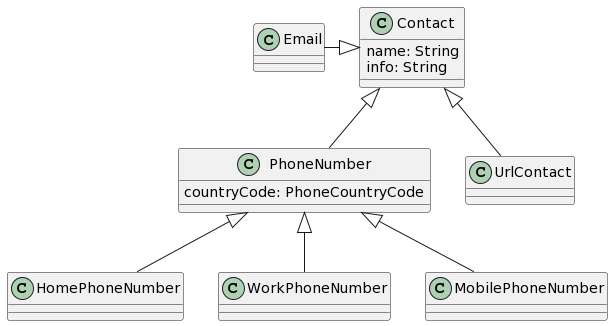 C Email
C Contact
name: String
info: String
C PhoneNumber
countryCode: PhoneCountryCode
C UrlContact
C HomePhoneNumber
C WorkPhoneNumber
C MobilePhoneNumber